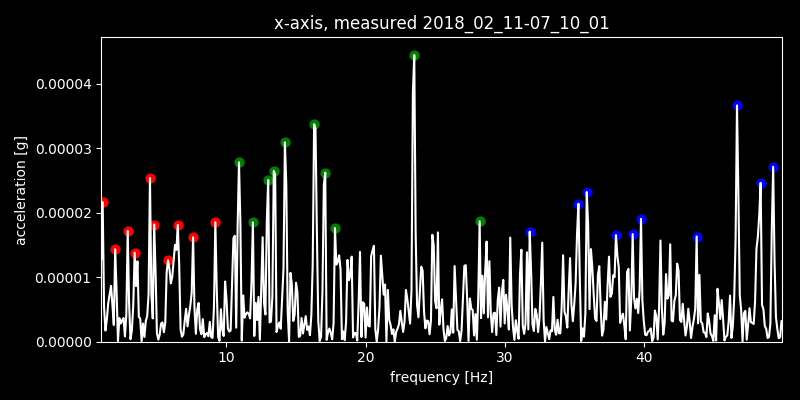 x-axis, measured 2018_02_11-07_10_01
acceleration [g]
0.00004
0.00003
0.00002
0.00001
0.00000
10 20 30 40
frequency [Hz]